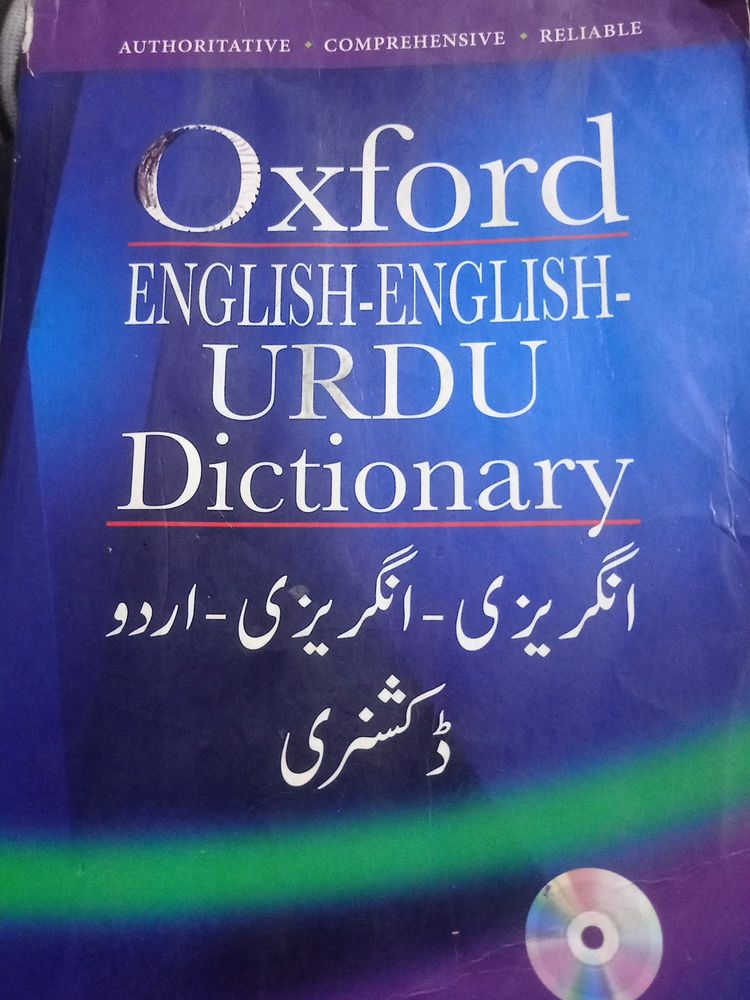 AUTHORITATIVE • COMPREHENSIVE • RELIABLE
Oxford
ENGLISH-ENGLISH-
URDU
Dictionary
انگریزی - انگریزی - اردو
ڈکشنری